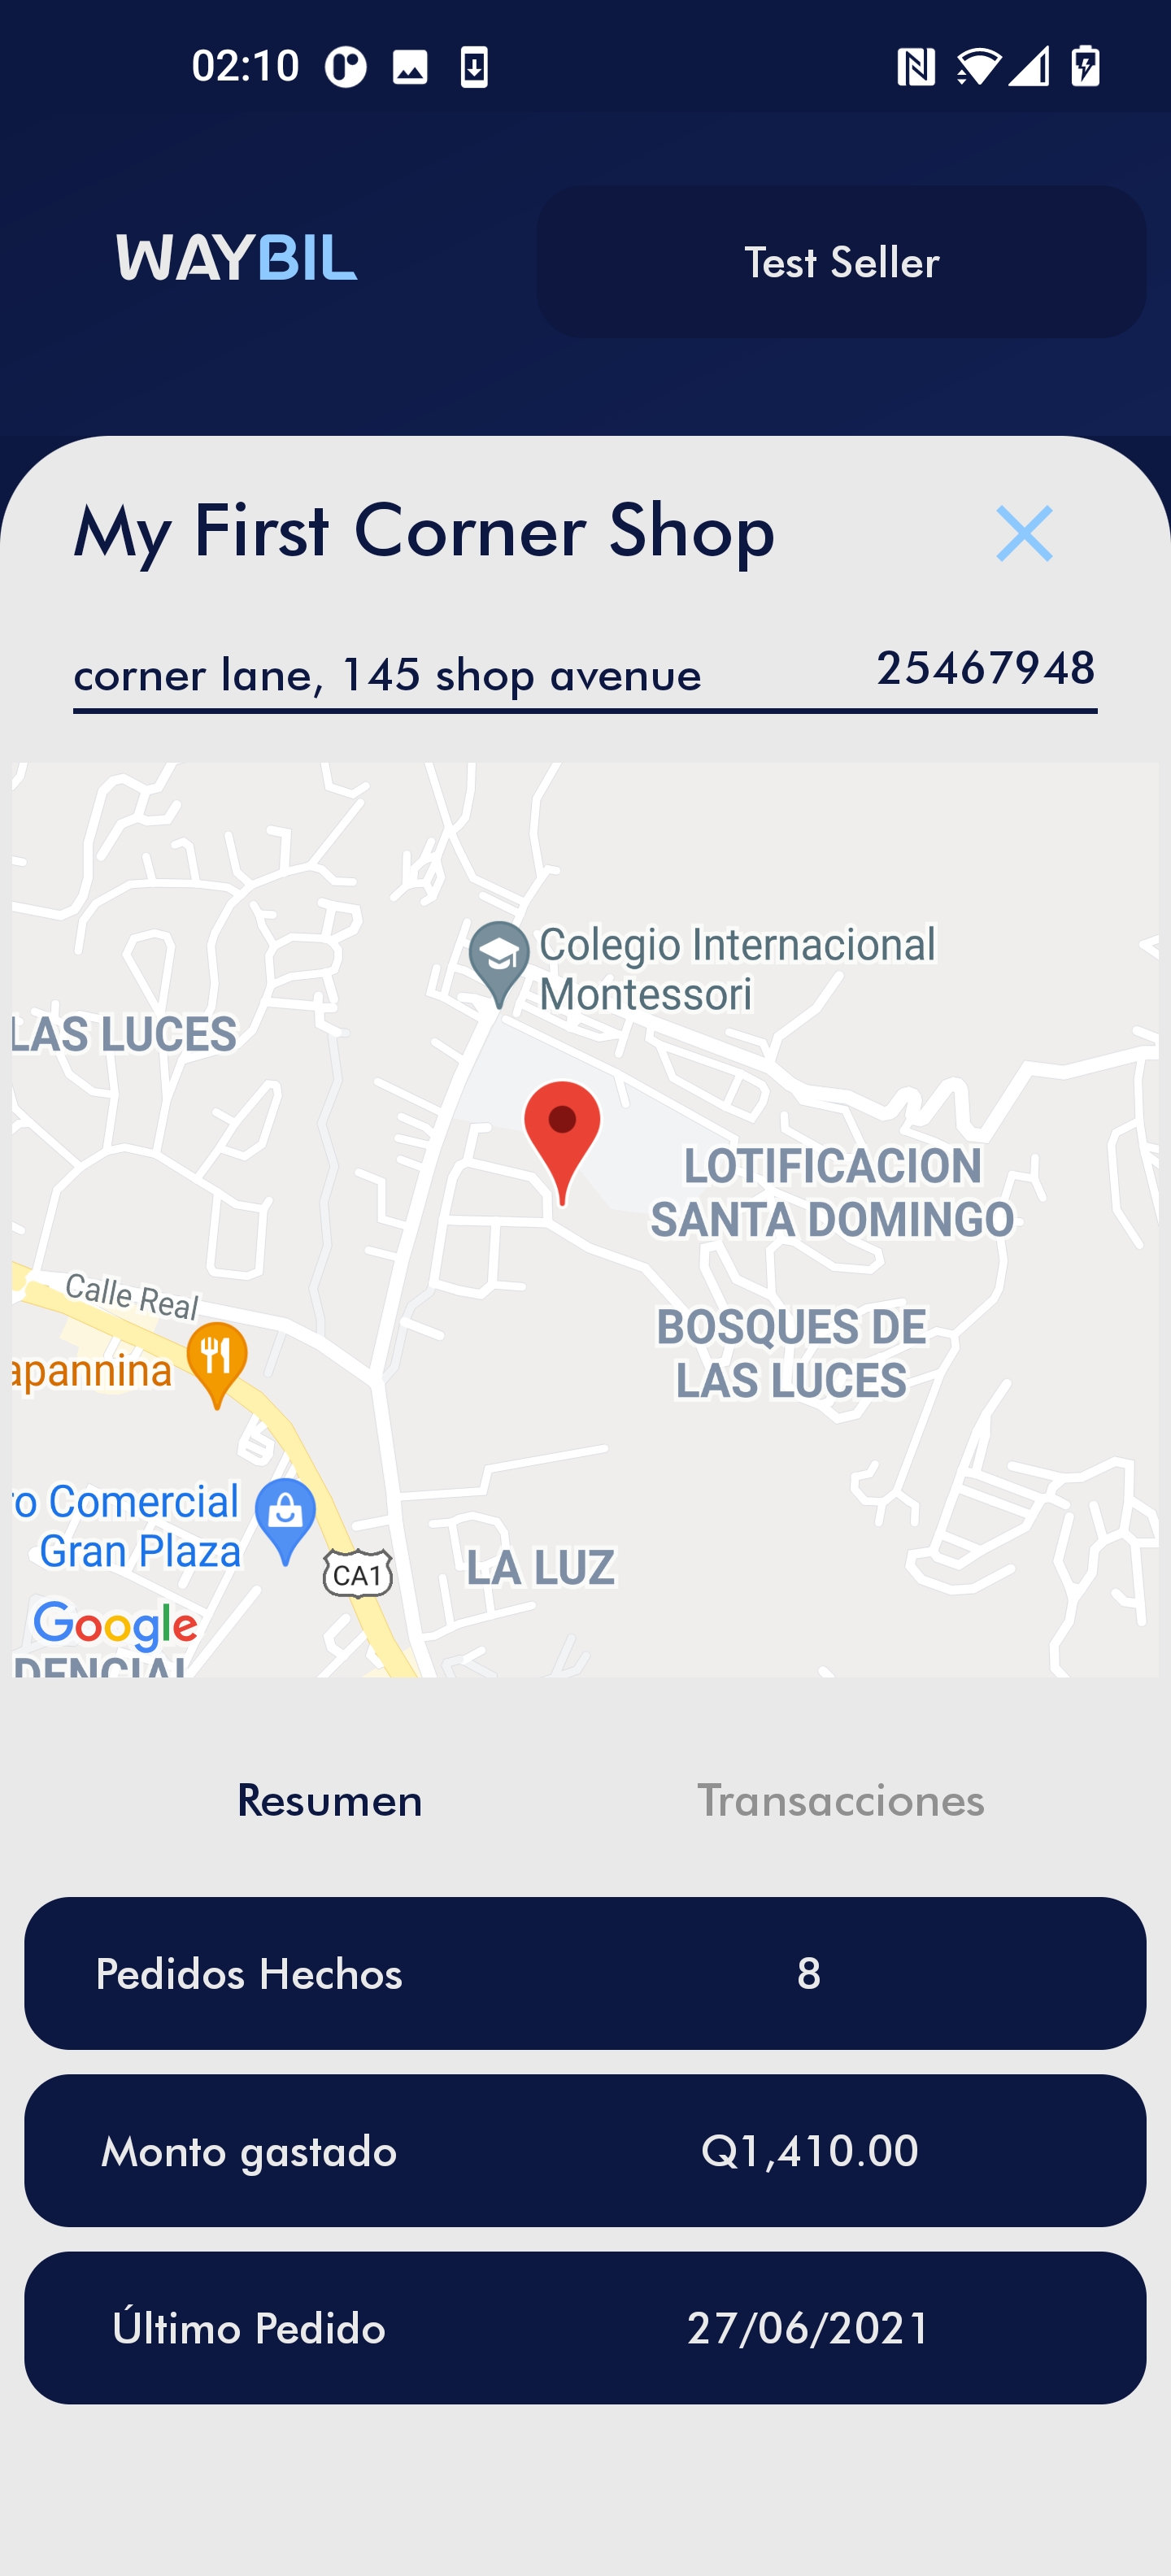 02:10
WAYBIL
Test Seller
My First Corner Shop
corner lane, 145 shop avenue
25467948
Colegio Internacional
Montessori
LAS LUCES
LOTIFICACION
SANTA DOMINGO
Calle Real
BOSQUES DE
LAS LUCES
apannina
ro Comercial
Gran Plaza
CA1
LA LUZ
Google
DENCIAL
Resumen
Transacciones
Pedidos Hechos
8
Monto gastado
Q1,410.00
Último Pedido
27/06/2021